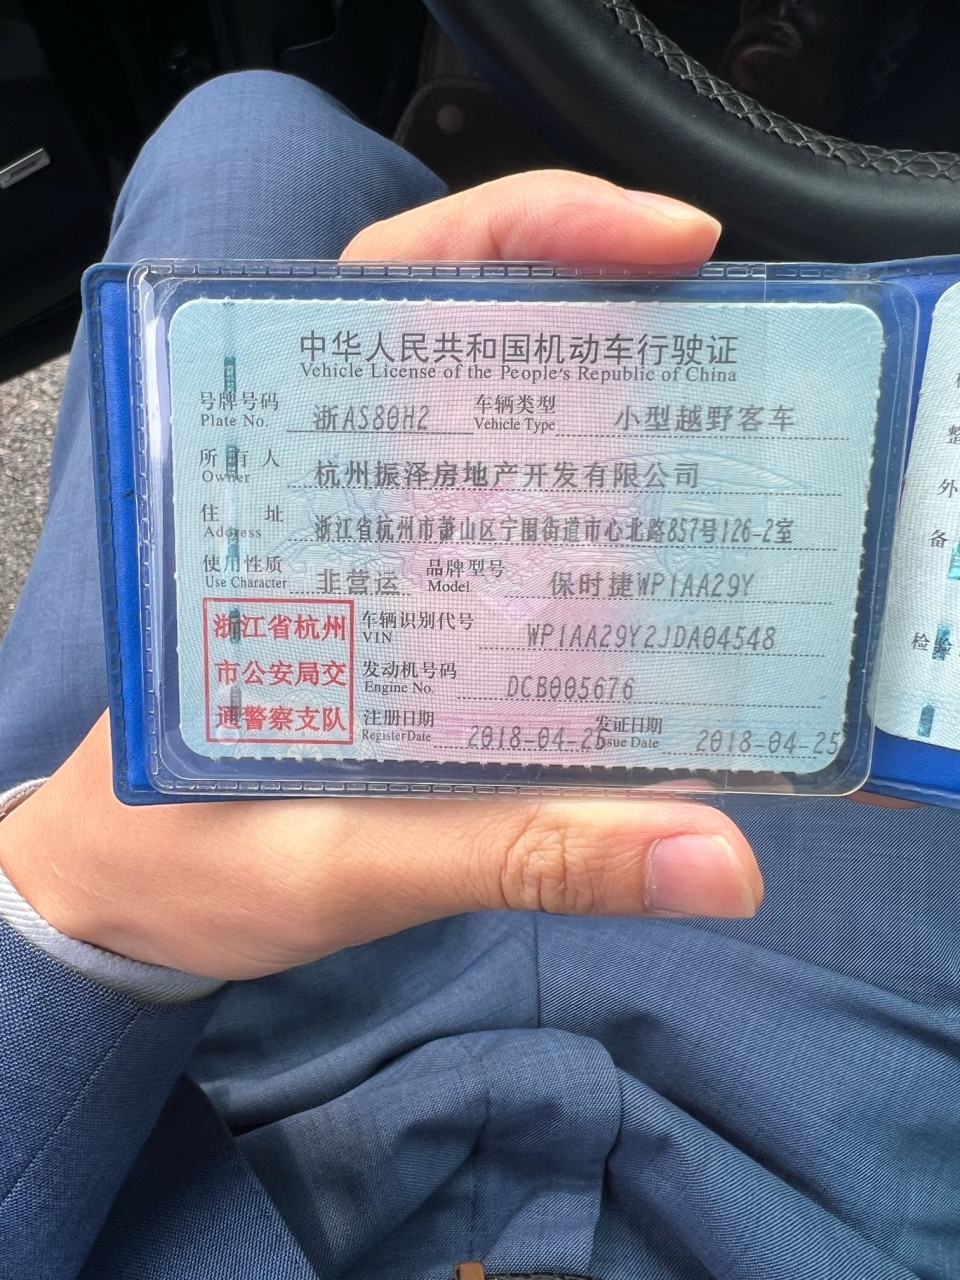 中华人民共和国机动车行驶证
Vehicle License of the People's Republic of China
号牌号码 浙AS80H2 车辆类型 小型越野客车
Plate No. Vehicle Type
所有人 杭州振泽房地产开发有限公司
Owner
住址 浙江省杭州市萧山区宁围街道市心北路857号126-2室
Address
使用性质 非营运 品牌型号 保时捷WP1AA29Y
Use Character Model
浙江省杭州
市公安局交
通警察支队
车辆识别代号 WP1AA29Y2JDA04548
VIN
发动机号码 DCB005676
Engine No.
注册日期 2018-04-25 发证日期 2018-04-25
Register Date Issue Date
整
外
备
检验